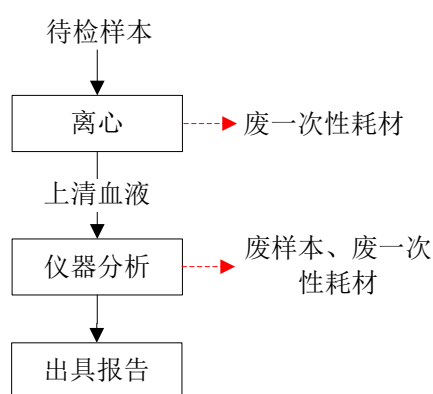 待检样本
离心
废一次性耗材
上清血液
仪器分析
废样本、废一次
性耗材
出具报告